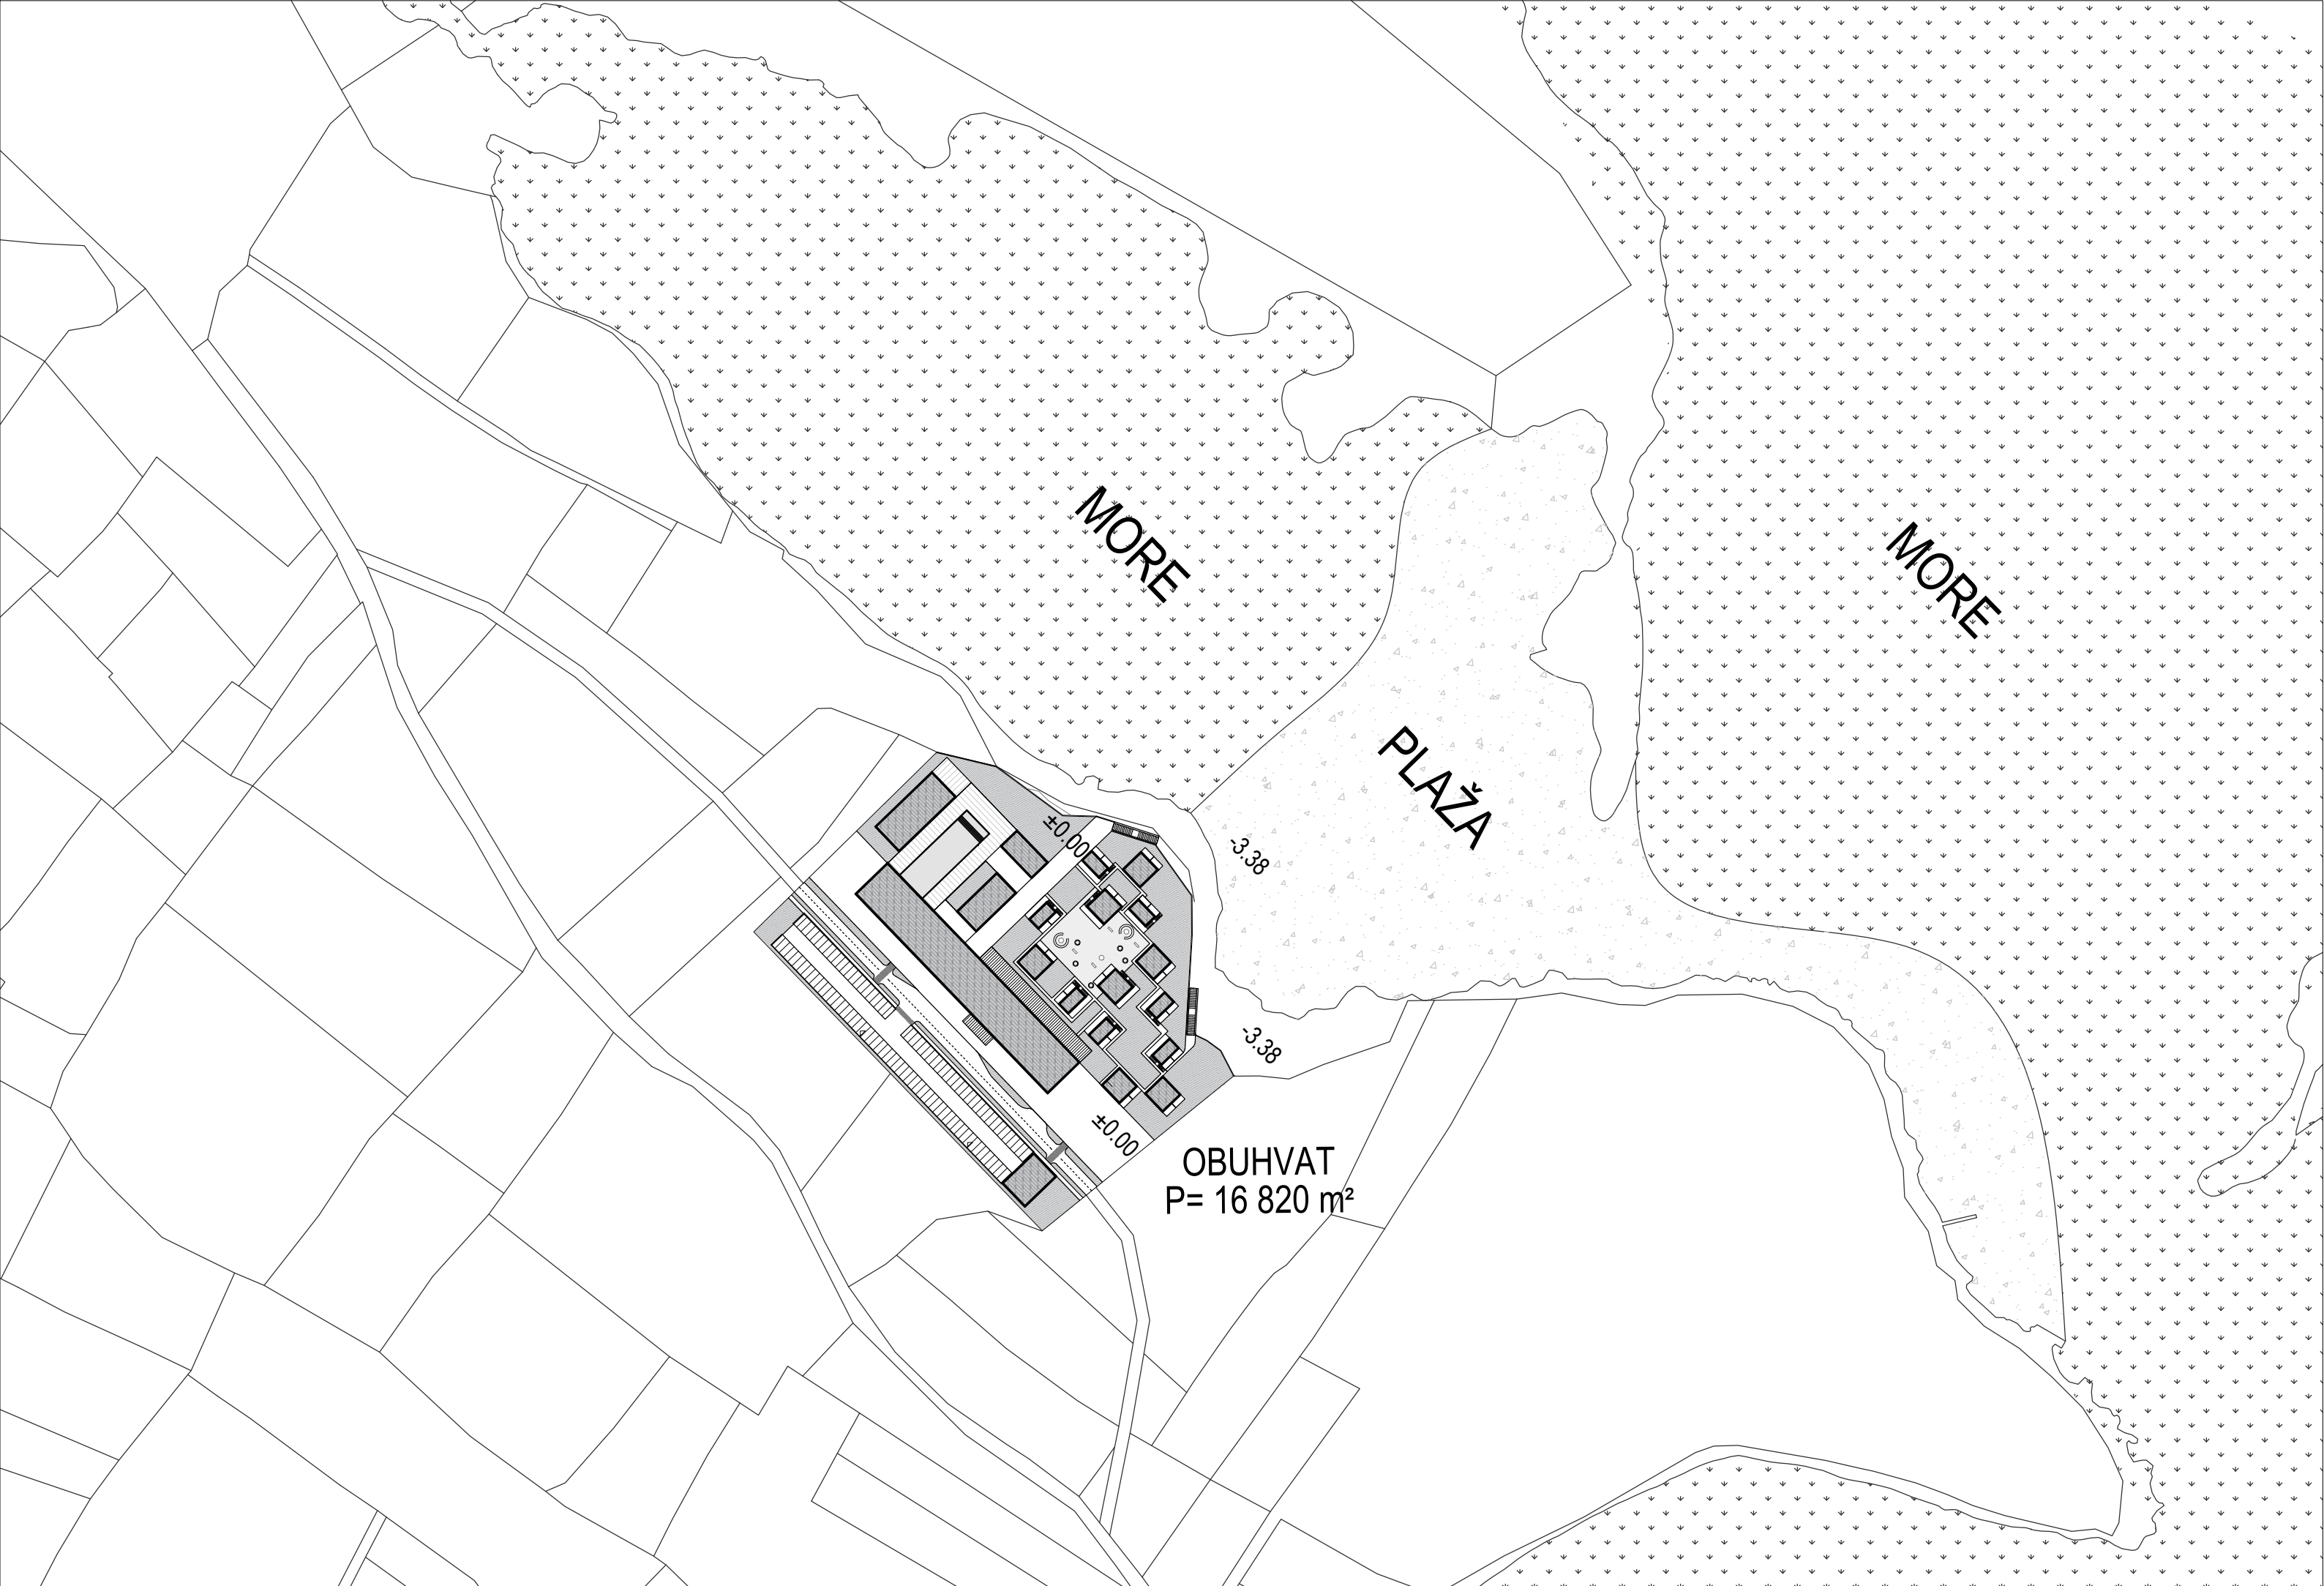 MORE
MORE
PLAŽA
±0.00
-3.38
-3.38
±0.00
OBUHVAT
P= 16 820 m²